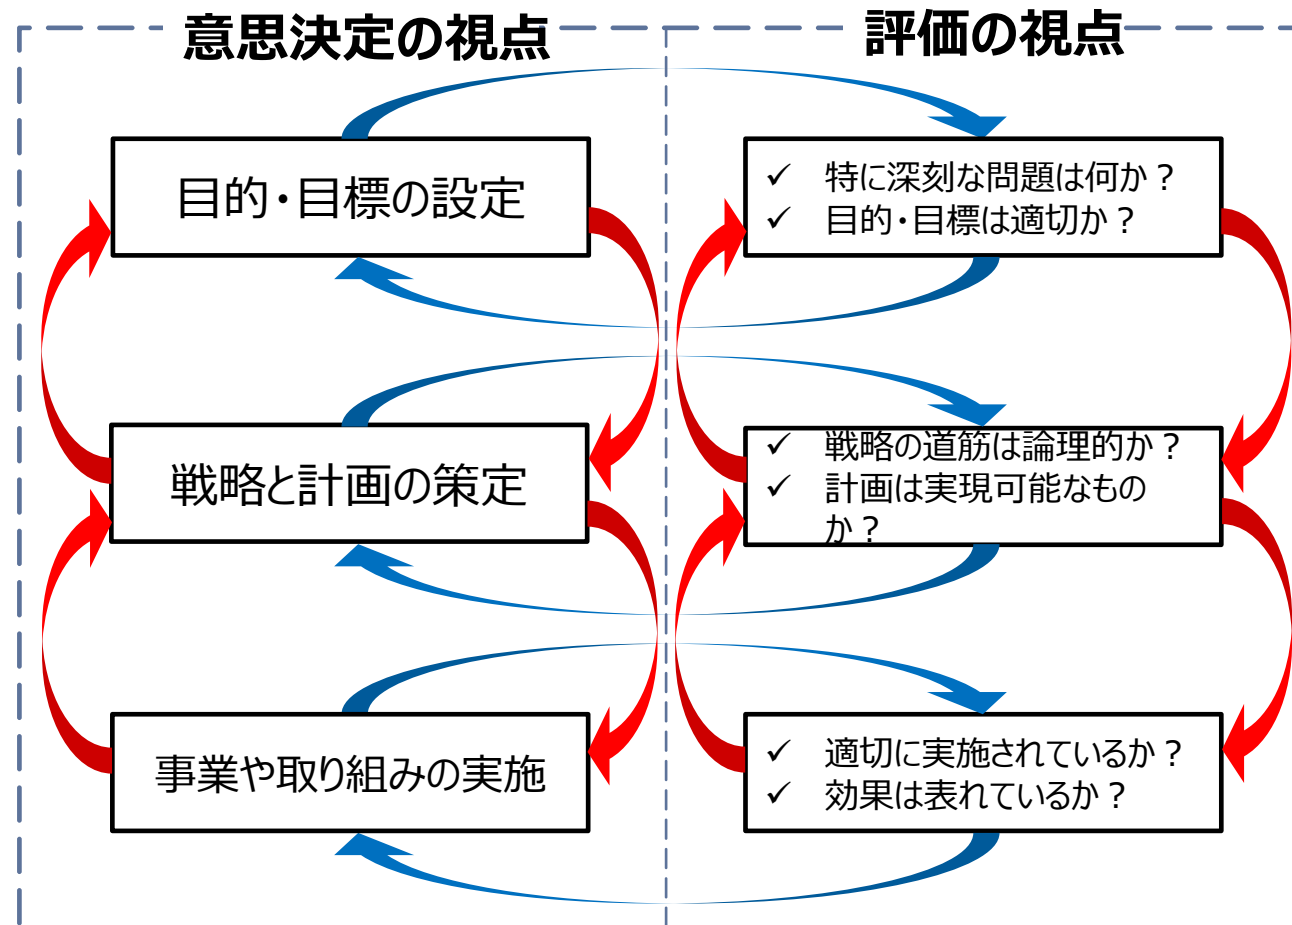 意思決定の視点
評価の視点
目的・目標の設定
✓ 特に深刻な問題は何か？
✓ 目的・目標は適切か？
戦略と計画の策定
✓ 戦略の道筋は論理的か？
✓ 計画は実現可能なもの
か？
事業や取り組みの実施
✓ 適切に実施されているか？
✓ 効果は表れているか？